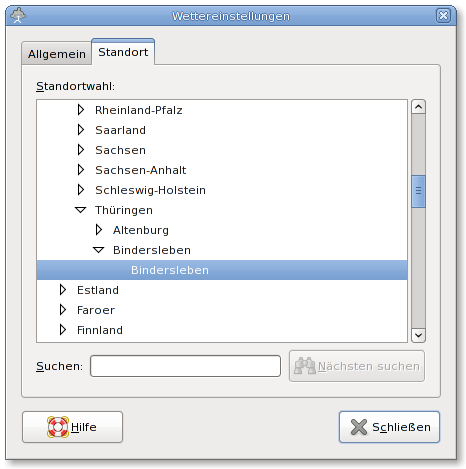 Wettereinstellungen
Allgemein Standort
Standortwahl:
Rheinland-Pfalz
Saarland
Sachsen
Sachsen-Anhalt
Schleswig-Holstein
Thüringen
Altenburg
Bindersleben
Bindersleben
Estland
Faroer
Finnland
Suchen: Nächsten suchen
Hilfe Schließen